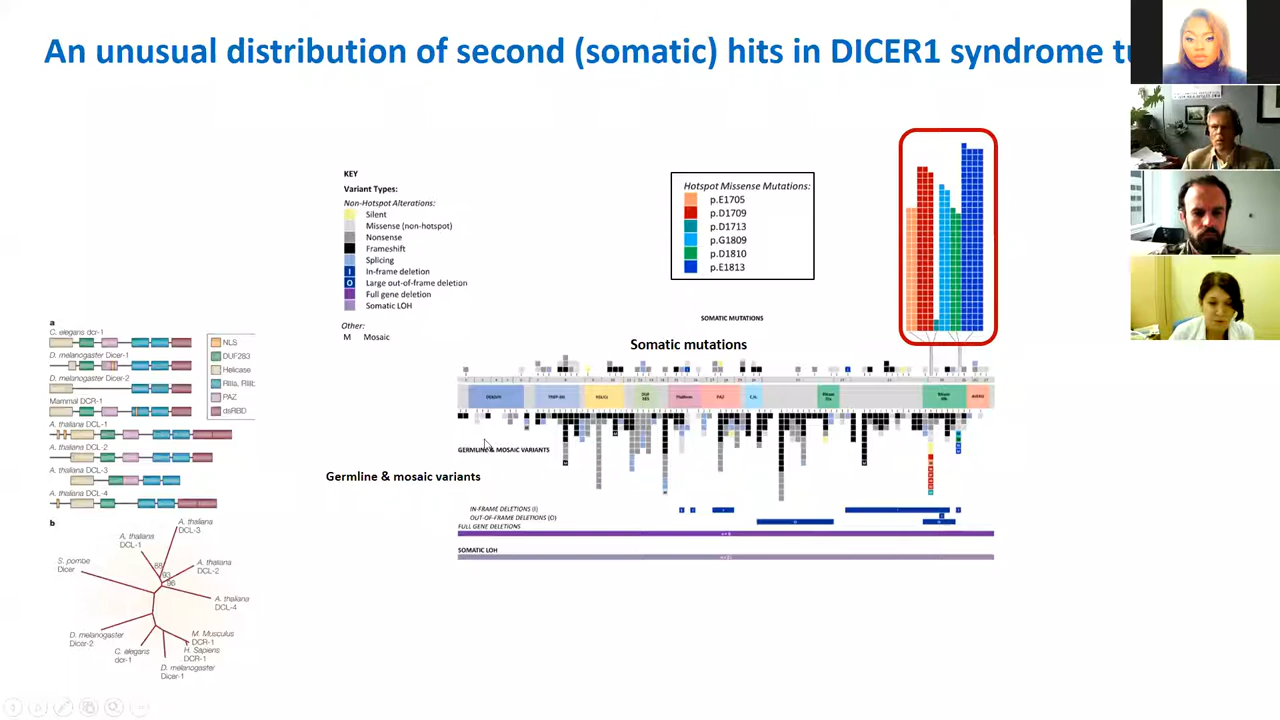 An unusual distribution of second (somatic) hits in DICER1 syndrome
KEY
Variant Types:
Non-Hotspot Alterations:
Silent
Missense (non-hotspot)
Nonsense
Frameshift
Splicing
I In-frame deletion
O Large out-of-frame deletion
Full gene deletion
Somatic LOH
Other:
M Mosaic
Hotspot Missense Mutations:
p.E1705
p.D1709
p.D1713
p.G1809
p.D1810
p.E1813
SOMATIC MUTATIONS
Somatic mutations
GERMLINE & MOSAIC VARIANTS
Germline & mosaic variants
IN-FRAME DELETIONS (I)
OUT-OF-FRAME DELETIONS (O)
FULL GENE DELETIONS
SOMATIC LOH
a
C. elegans dcr-1
D. melanogaster Dicer-1
D. melanogaster Dicer-2
Mammal DCR-1
A. thaliana DCL-1
A. thaliana DCL-2
A. thaliana DCL-3
A. thaliana DCL-4
NLS
DUF283
Helicase
RIIIa, RIIIb
PAZ
dsRBD
b
A. thaliana
DCL-3
A. thaliana
DCL-1
S. pombe
Dicer
A. thaliana
DCL-2
88
93
96
A. thaliana
DCL-4
D. melanogaster
Dicer-2
C. elegans
dcr-1
M. Musculus
DCR-1
H. Sapiens
DCR-1
D. melanogaster
Dicer-1